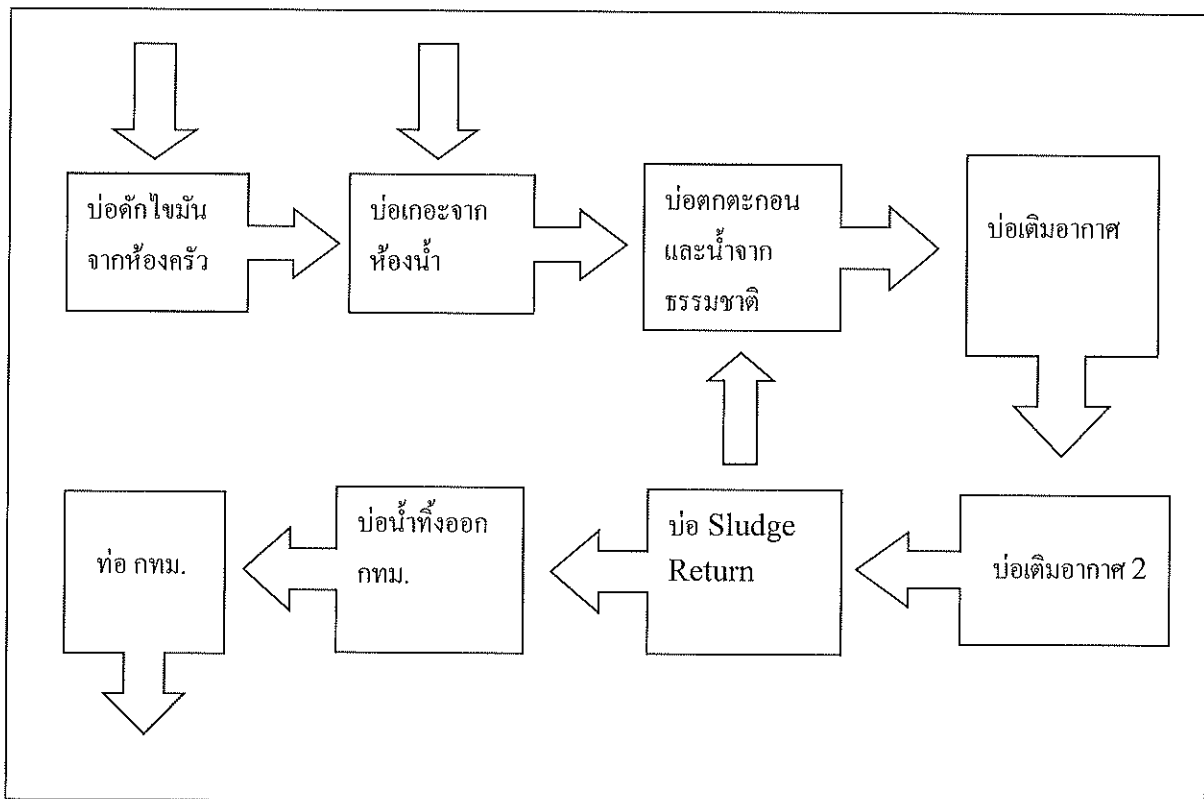 บ่อดักไขมัน
จากห้องครัว
บ่อเกอะจาก
ห้องน้ำ
บ่อตกตะกอน
และน้ำจาก
ธรรมชาติ
บ่อเติมอากาศ
บ่อเติมอากาศ 2
บ่อ Sludge
Return
บ่อน้ำทิ้งออก
กทม.
ท่อ กทม.